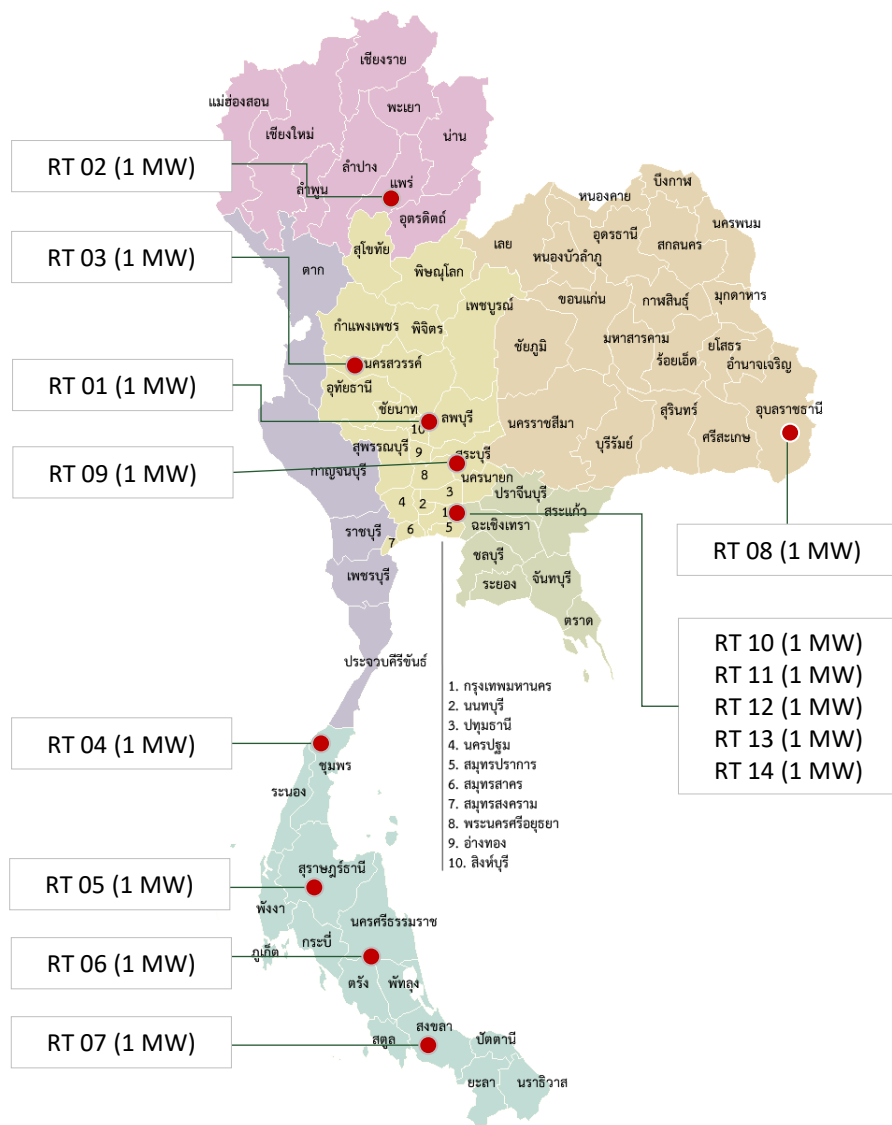 เชียงราย
แม่ฮ่องสอน
พะเยา
เชียงใหม่
น่าน
ลำปาง
RT 02 (1 MW)
แพร่
ลำพูน
อุตรดิตถ์
บึงกาฬ
หนองคาย
นครพนม
อุดรธานี
สุโขทัย
เลย
สกลนคร
RT 03 (1 MW)
หนองบัวลำภู
ตาก
พิษณุโลก
เพชรบูรณ์
ขอนแก่น
กาฬสินธุ์
มุกดาหาร
กำแพงเพชร
พิจิตร
มหาสารคาม
ยโสธร
ชัยภูมิ
ร้อยเอ็ด
อำนาจเจริญ
นครสวรรค์
อุทัยธานี
RT 01 (1 MW)
ชัยนาท
ลพบุรี
10
นครราชสีมา
สุรินทร์
อุบลราชธานี
สุพรรณบุรี
9
สระบุรี
บุรีรัมย์
ศรีสะเกษ
RT 09 (1 MW)
กาญจนบุรี
8
นครนายก
ปราจีนบุรี
4
2
3
สระแก้ว
1
ฉะเชิงเทรา
ราชบุรี
6
5
7
ชลบุรี
RT 08 (1 MW)
เพชรบุรี
ระยอง
จันทบุรี
ตราด
ประจวบคีรีขันธ์
RT 10 (1 MW)
RT 11 (1 MW)
RT 12 (1 MW)
RT 13 (1 MW)
RT 14 (1 MW)
1. กรุงเทพมหานคร
2. นนทบุรี
3. ปทุมธานี
4. นครปฐม
5. สมุทรปราการ
6. สมุทรสาคร
7. สมุทรสงคราม
8. พระนครศรีอยุธยา
9. อ่างทอง
10. สิงห์บุรี
RT 04 (1 MW)
ชุมพร
ระนอง
สุราษฎร์ธานี
RT 05 (1 MW)
พังงา
นครศรีธรรมราช
กระบี่
ภูเก็ต
RT 06 (1 MW)
ตรัง
พัทลุง
RT 07 (1 MW)
สงขลา
สตูล
ปัตตานี
ยะลา
นราธิวาส